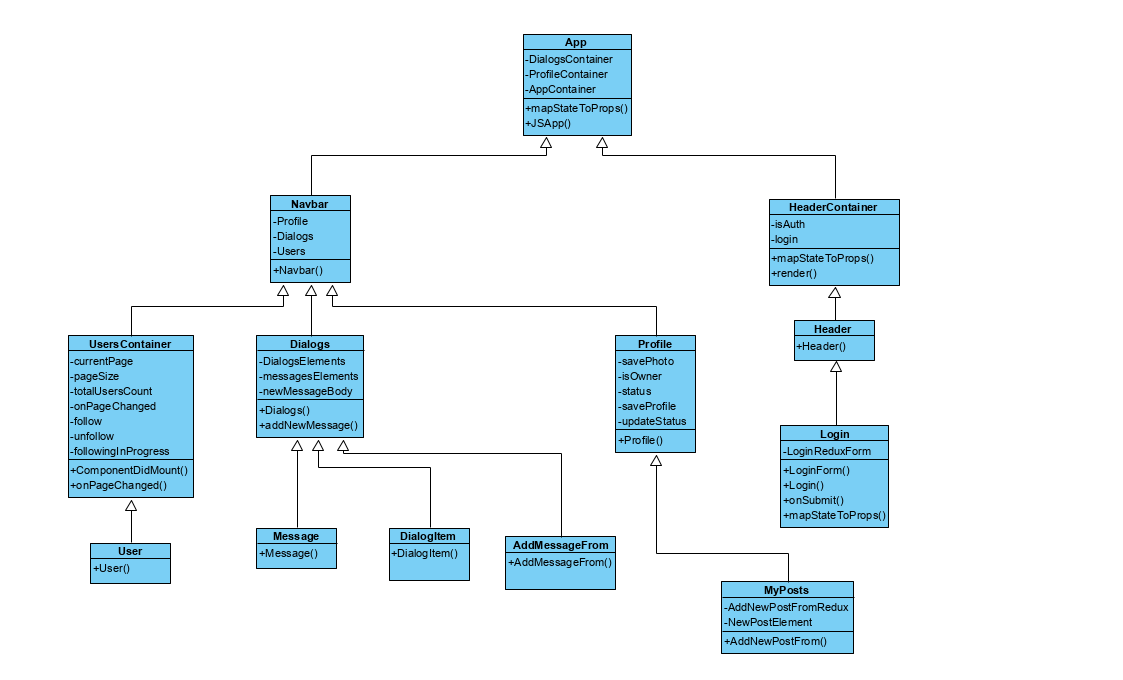 App
-DialogsContainer
-ProfileContainer
-AppContainer
+mapStateToProps()
+JSApp()
Navbar
-Profile
-Dialogs
-Users
+Navbar()
HeaderContainer
-isAuth
-login
+mapStateToProps()
+render()
UsersContainer
-currentPage
-pageSize
-totalUsersCount
-onPageChanged
-follow
-unfollow
-followingInProgress
+ComponentDidMount()
+onPageChanged()
Dialogs
-DialogsElements
-messagesElements
-newMessageBody
+Dialogs()
+addNewMessage()
Profile
-savePhoto
-isOwner
-status
-saveProfile
-updateStatus
+Profile()
Header
+Header()
Login
-LoginReduxForm
+LoginForm()
+Login()
+onSubmit()
+mapStateToProps()
User
+User()
Message
+Message()
DialogItem
+DialogItem()
AddMessageFrom
+AddMessageFrom()
MyPosts
-AddNewPostFromRedux
-NewPostElement
+AddNewPostFrom()